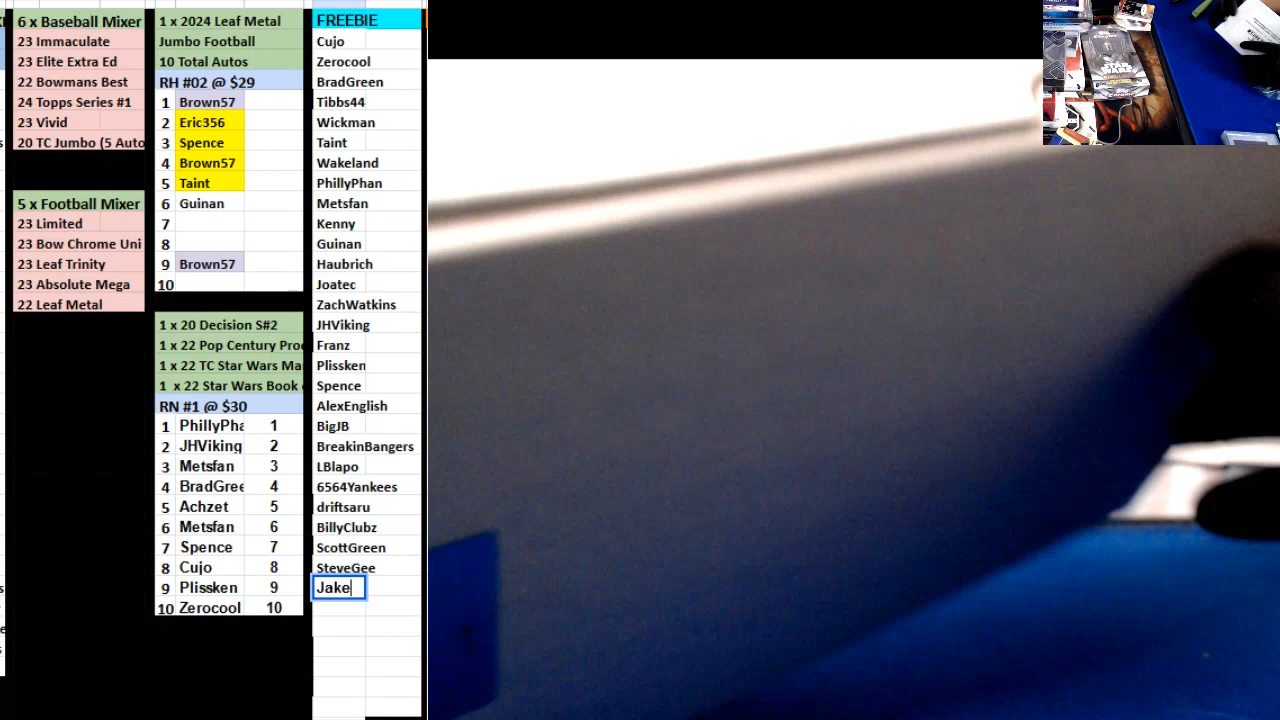 6 x Baseball Mixer
23 Immaculate
23 Elite Extra Ed
22 Bowmans Best
24 Topps Series #1
23 Vivid
20 TC Jumbo (5 Auto
5 x Football Mixer
23 Limited
23 Bow Chrome Uni
23 Leaf Trinity
23 Absolute Mega
22 Leaf Metal
1 x 2024 Leaf Metal
Jumbo Football
10 Total Autos
RH #02 @ $29
1 Brown57
2 Eric356
3 Spence
4 Brown57
5 Taint
6 Guinan
7
8
9 Brown57
10
1 x 20 Decision S#2
1 x 22 Pop Century Pro
1 x 22 TC Star Wars Ma
1 x 22 Star Wars Book
RN #1 @ $30
1 PhillyPha 1
2 JHViking 2
3 Metsfan 3
4 BradGree 4
5 Achzet 5
6 Metsfan 6
7 Spence 7
8 Cujo 8
9 Plissken 9
10 Zerocool 10
FREEBIE
Cujo
Zerocool
BradGreen
Tibbs44
Wickman
Taint
Wakeland
PhillyPhan
Metsfan
Kenny
Guinan
Haubrich
Joatec
ZachWatkins
JHViking
Franz
Plissken
Spence
AlexEnglish
BigJB
BreakinBangers
LBlapo
6564Yankees
driftsaru
BillyClubz
ScottGreen
SteveGee
Jake
STAR
WARS